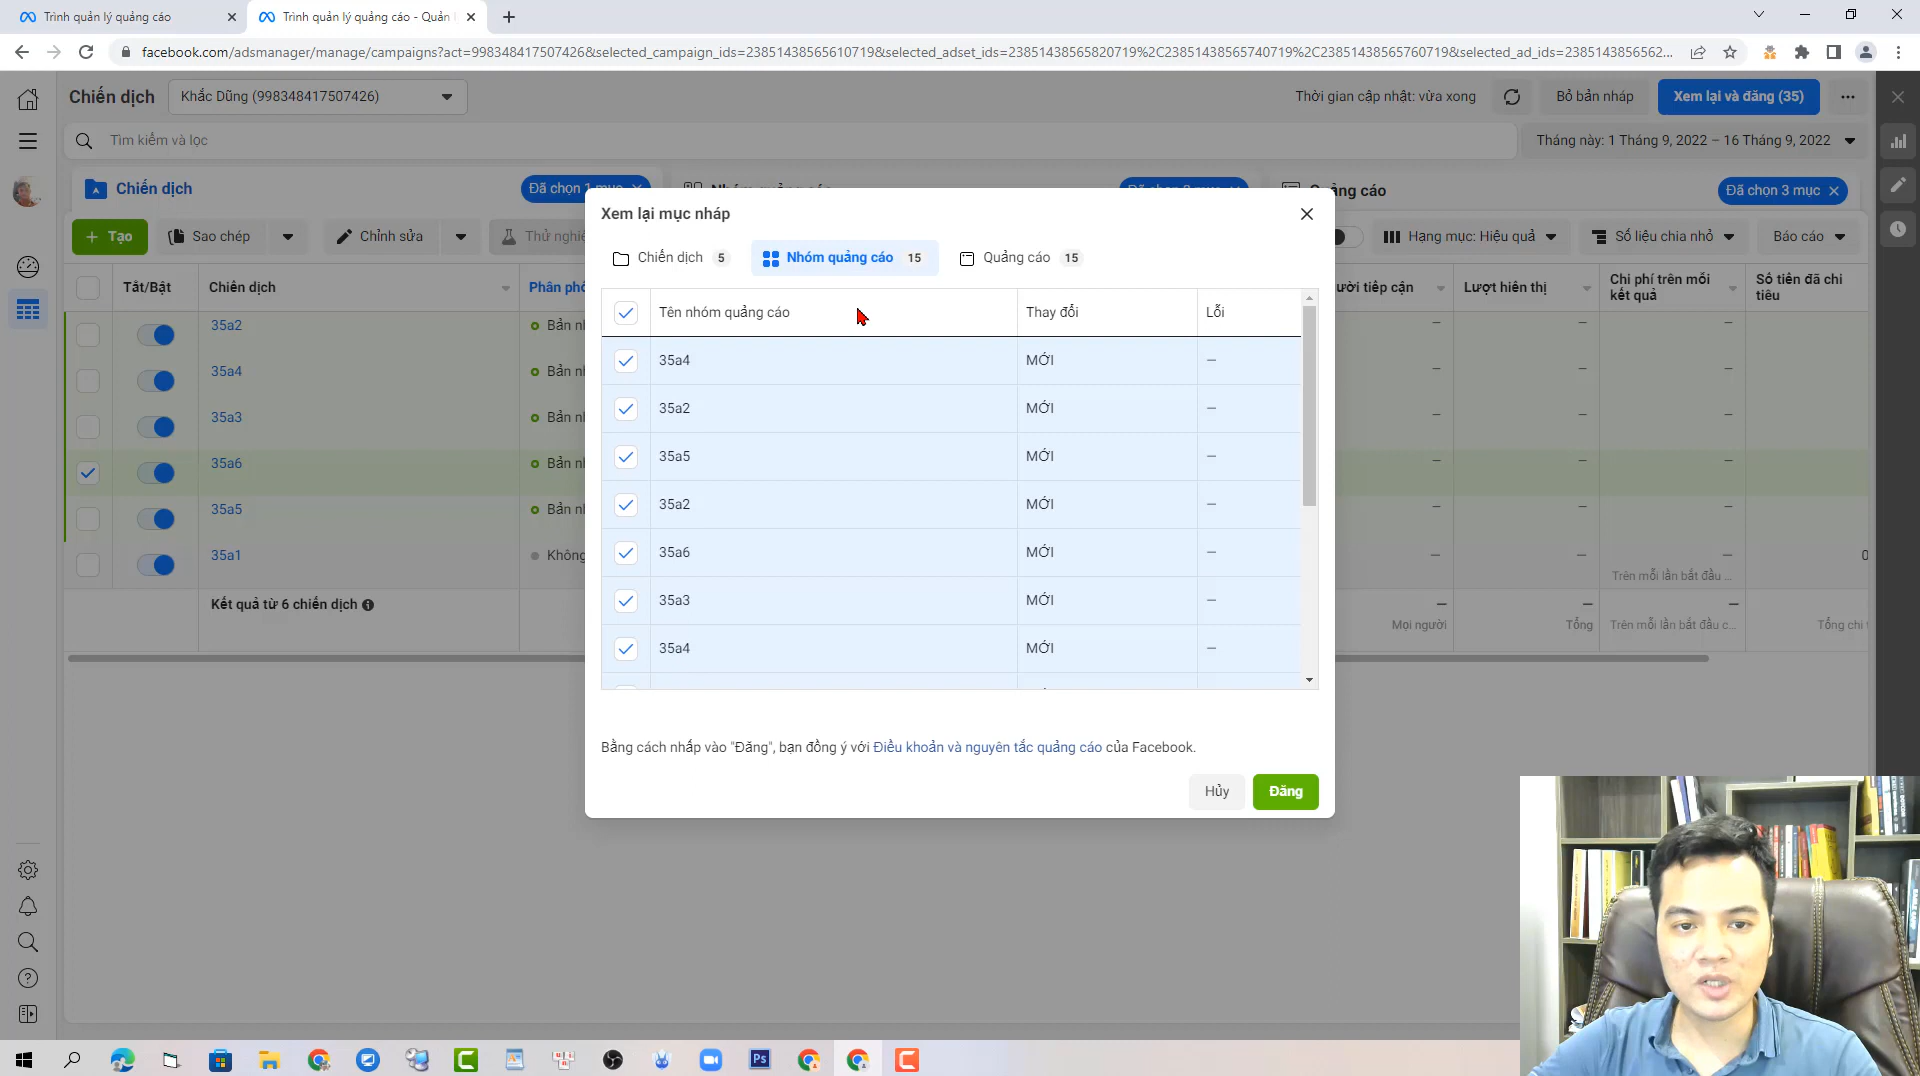 Trình quản lý quảng cáo
Trình quản lý quảng cáo - Quản l
facebook.com/adsmanager/manage/campaigns?act=998348417507426&selected_campaign_ids=23851438565610719&selected_adset_ids=23851438565820719%2C23851438565740719%2C23851438565760719&selected_ad_ids=2385143856562...
Chiến dịch
Khắc Dũng (998348417507426)
Thời gian cập nhật: vừa xong
Bỏ bản nháp
Xem lại và đăng (35)
Tìm kiếm và lọc
Tháng này: 1 Tháng 9, 2022 – 16 Tháng 9, 2022
Chiến dịch
Đã chọn 1 mục
Quảng cáo
Đã chọn 3 mục
Tạo
Sao chép
Chỉnh sửa
Thử nghiệ
Hạng mục: Hiệu quả
Số liệu chia nhỏ
Báo cáo
Tắt/Bật
Chiến dịch
Phân phố
ười tiếp cận
Lượt hiển thị
Chi phí trên mỗi kết quả
Số tiền đã chi tiêu
35a2
Bản nh
—
—
—
35a4
Bản nh
—
—
—
35a3
Bản nh
—
—
—
35a6
Bản nh
—
—
—
35a5
Bản nh
—
—
—
35a1
Không
—
—
—
0
Trên mỗi lần bắt đầu ...
Kết quả từ 6 chiến dịch
—
—
—
Mọi người
Tổng
Trên mỗi lần bắt đầu c...
Tổng chi t
Xem lại mục nháp
Chiến dịch 5
Nhóm quảng cáo 15
Quảng cáo 15
Tên nhóm quảng cáo
Thay đổi
Lỗi
35a4 MỚI —
35a2 MỚI —
35a5 MỚI —
35a2 MỚI —
35a6 MỚI —
35a3 MỚI —
35a4 MỚI —
Bằng cách nhấp vào "Đăng", bạn đồng ý với Điều khoản và nguyên tắc quảng cáo của Facebook.
Hủy
Đăng
Ps